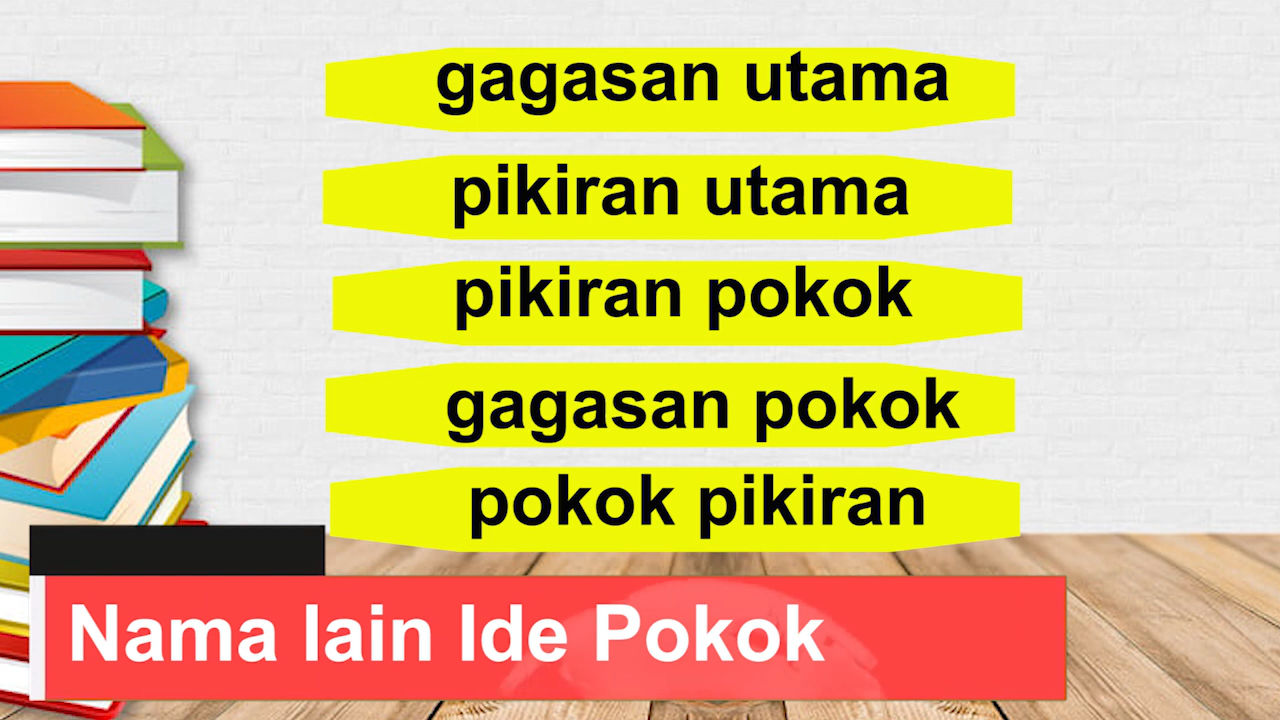 gagasan utama
pikiran utama
pikiran pokok
gagasan pokok
pokok pikiran
Nama lain Ide Pokok